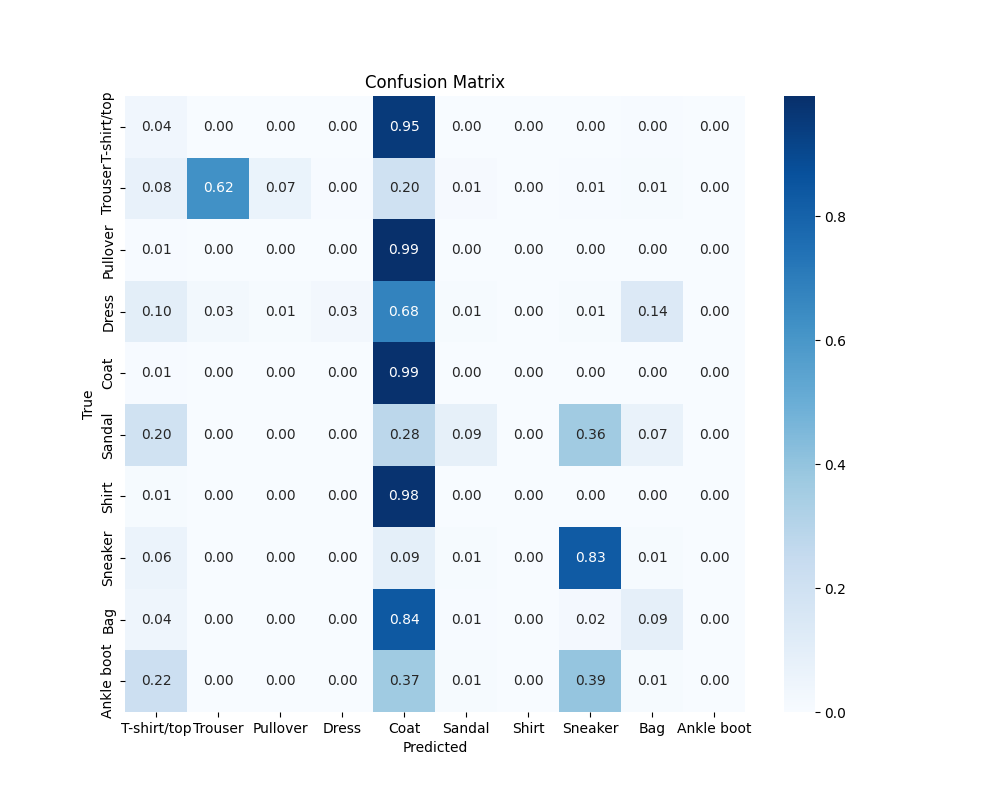 Confusion Matrix
T-shirt/top 0.04 0.00 0.00 0.00 0.95 0.00 0.00 0.00 0.00 0.00
Trouser 0.08 0.62 0.07 0.00 0.20 0.01 0.00 0.01 0.01 0.00
Pullover 0.01 0.00 0.00 0.00 0.99 0.00 0.00 0.00 0.00 0.00
Dress 0.10 0.03 0.01 0.03 0.68 0.01 0.00 0.01 0.14 0.00
Coat 0.01 0.00 0.00 0.00 0.99 0.00 0.00 0.00 0.00 0.00
Sandal 0.20 0.00 0.00 0.00 0.28 0.09 0.00 0.36 0.07 0.00
Shirt 0.01 0.00 0.00 0.00 0.98 0.00 0.00 0.00 0.00 0.00
Sneaker 0.06 0.00 0.00 0.00 0.09 0.01 0.00 0.83 0.01 0.00
Bag 0.04 0.00 0.00 0.00 0.84 0.01 0.00 0.02 0.09 0.00
Ankle boot 0.22 0.00 0.00 0.00 0.37 0.01 0.00 0.39 0.01 0.00
T-shirt/top Trouser Pullover Dress Coat Sandal Shirt Sneaker Bag Ankle boot
Predicted
True
0.8
0.6
0.4
0.2
0.0